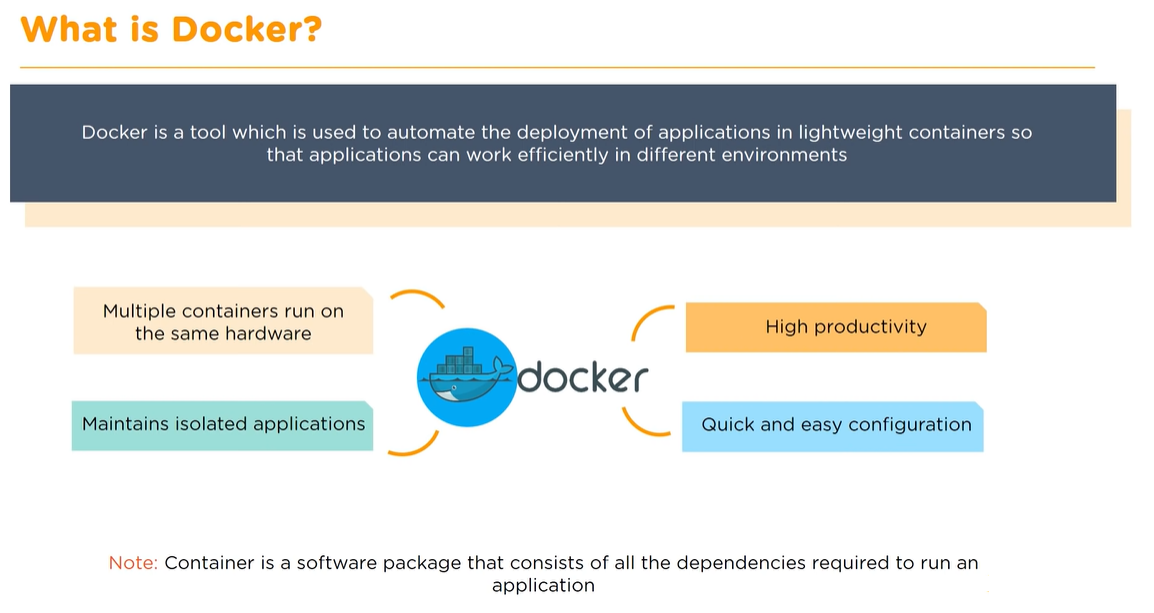 What is Docker?
Docker is a tool which is used to automate the deployment of applications in lightweight containers so
that applications can work efficiently in different environments
Multiple containers run on
the same hardware
High productivity
docker
Maintains isolated applications
Quick and easy configuration
Note: Container is a software package that consists of all the dependencies required to run an
application